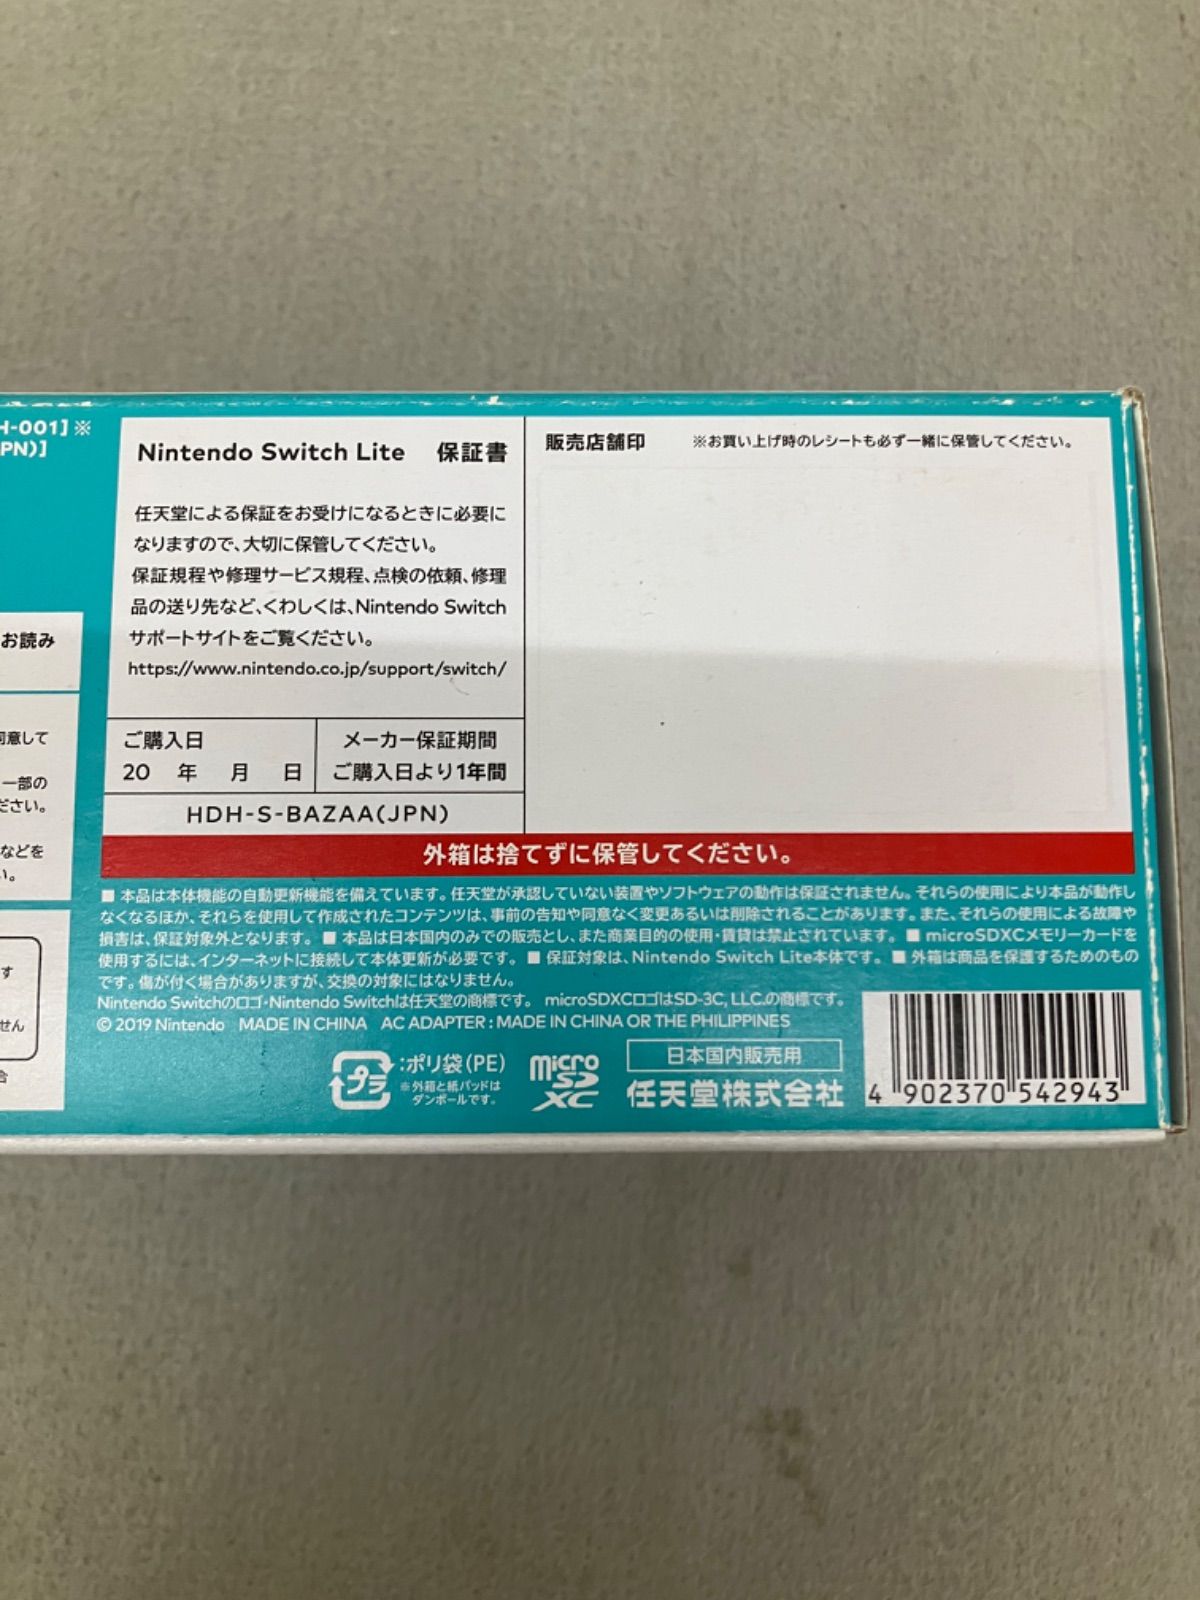 H-001]※
PN)]
お読み
同意して
一部の
ださい。
などを
い。
す
せん
合
Nintendo Switch Lite 保証書
任天堂による保証をお受けになるときに必要に
なりますので、大切に保管してください。
保証規程や修理サービス規程、点検の依頼、修理
品の送り先など、くわしくは、Nintendo Switch
サポートサイトをご覧ください。
https://www.nintendo.co.jp/support/switch/
ご購入日
20 年 月 日
メーカー保証期間
ご購入日より1年間
HDH-S-BAZAA(JPN)
販売店舗印 ※お買い上げ時のレシートも必ず一緒に保管してください。
外箱は捨てずに保管してください。
■ 本品は本体機能の自動更新機能を備えています。任天堂が承認していない装置やソフトウェアの動作は保証されません。それらの使用により本品が動作し
なくなるほか、それらを使用して作成されたコンテンツは、事前の告知や同意なく変更あるいは削除されることがあります。また、それらの使用による故障や
損害は、保証対象外となります。 ■ 本品は日本国内のみでの販売とし、また商業目的の使用・賃貸は禁止されています。 ■ microSDXCメモリーカードを
使用するには、インターネットに接続して本体更新が必要です。 ■ 保証対象は、Nintendo Switch Lite本体です。 ■ 外箱は商品を保護するためのもの
です。傷が付く場合がありますが、交換の対象にはなりません。
Nintendo Switchのロゴ・Nintendo Switchは任天堂の商標です。 microSDXCロゴはSD-3C, LLC.の商標です。
© 2019 Nintendo MADE IN CHINA AC ADAPTER : MADE IN CHINA OR THE PHILIPPINES
プラ
:ポリ袋(PE)
※外箱と紙パッドは
ダンボールです。
micro
SD
XC
日本国内販売用
任天堂株式会社
4 902370 542943